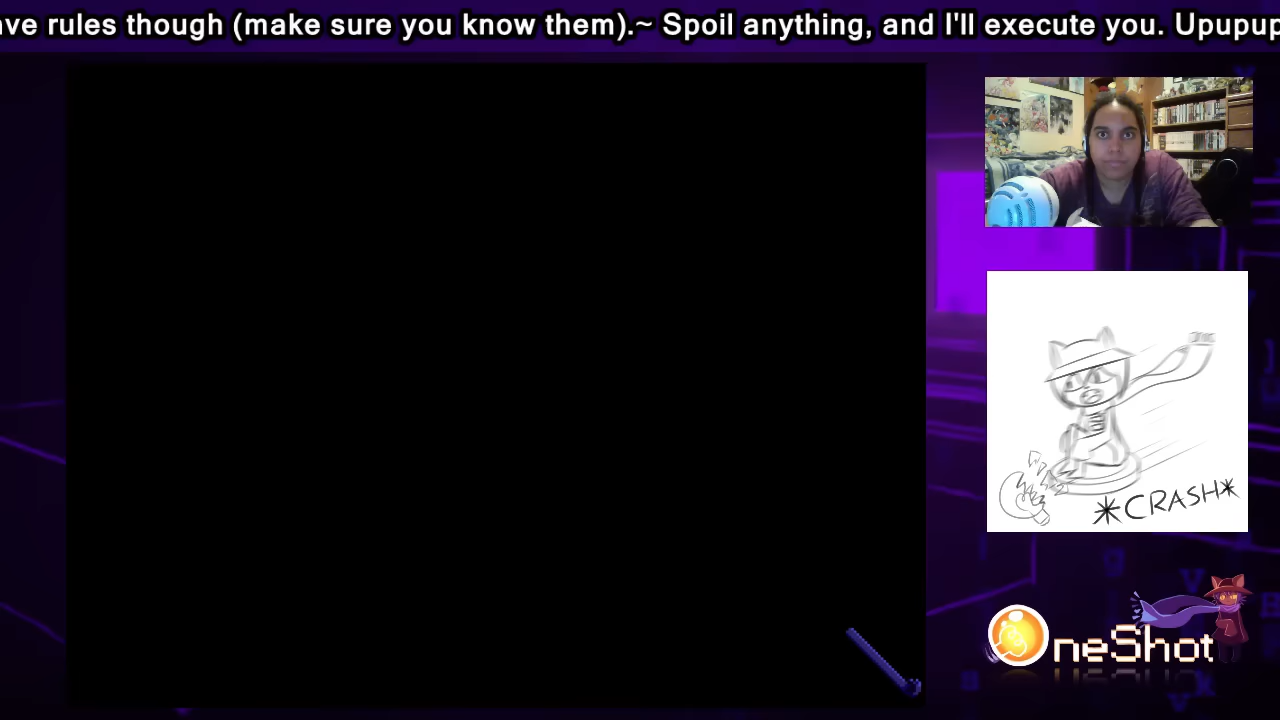 ave rules though (make sure you know them).~ Spoil anything, and I'll execute you. Upupup
*CRASH*
OneShot